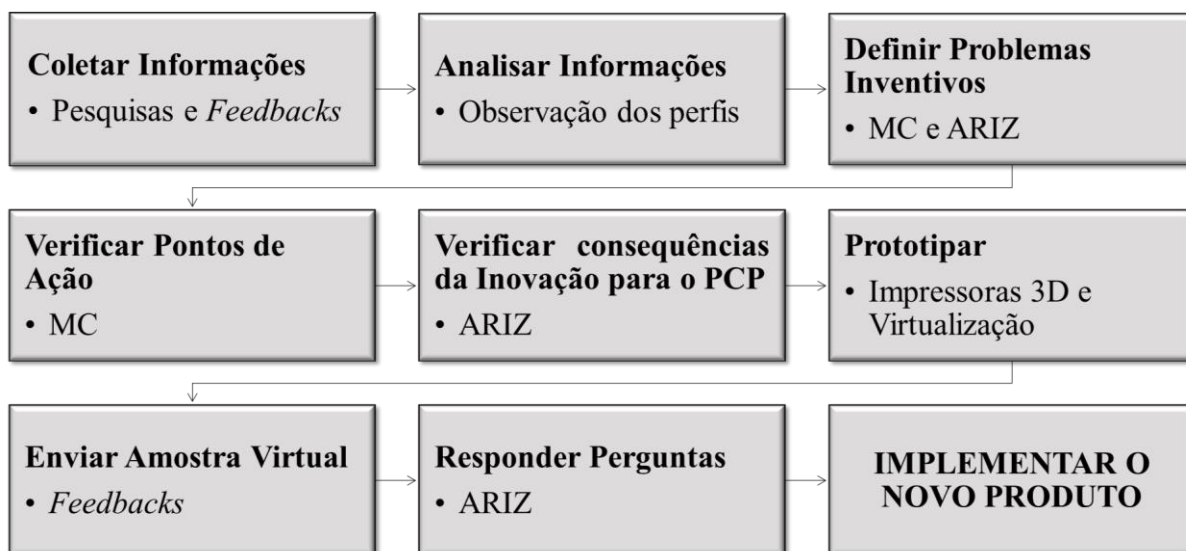 Coletar Informações
• Pesquisas e Feedbacks
Analisar Informações
• Observação dos perfis
Definir Problemas
Inventivos
• MC e ARIZ
Verificar Pontos de
Ação
• MC
Verificar consequências
da Inovação para o PCP
• ARIZ
Prototipar
• Impressoras 3D e
Virtualização
Enviar Amostra Virtual
• Feedbacks
Responder Perguntas
• ARIZ
IMPLEMENTAR O
NOVO PRODUTO